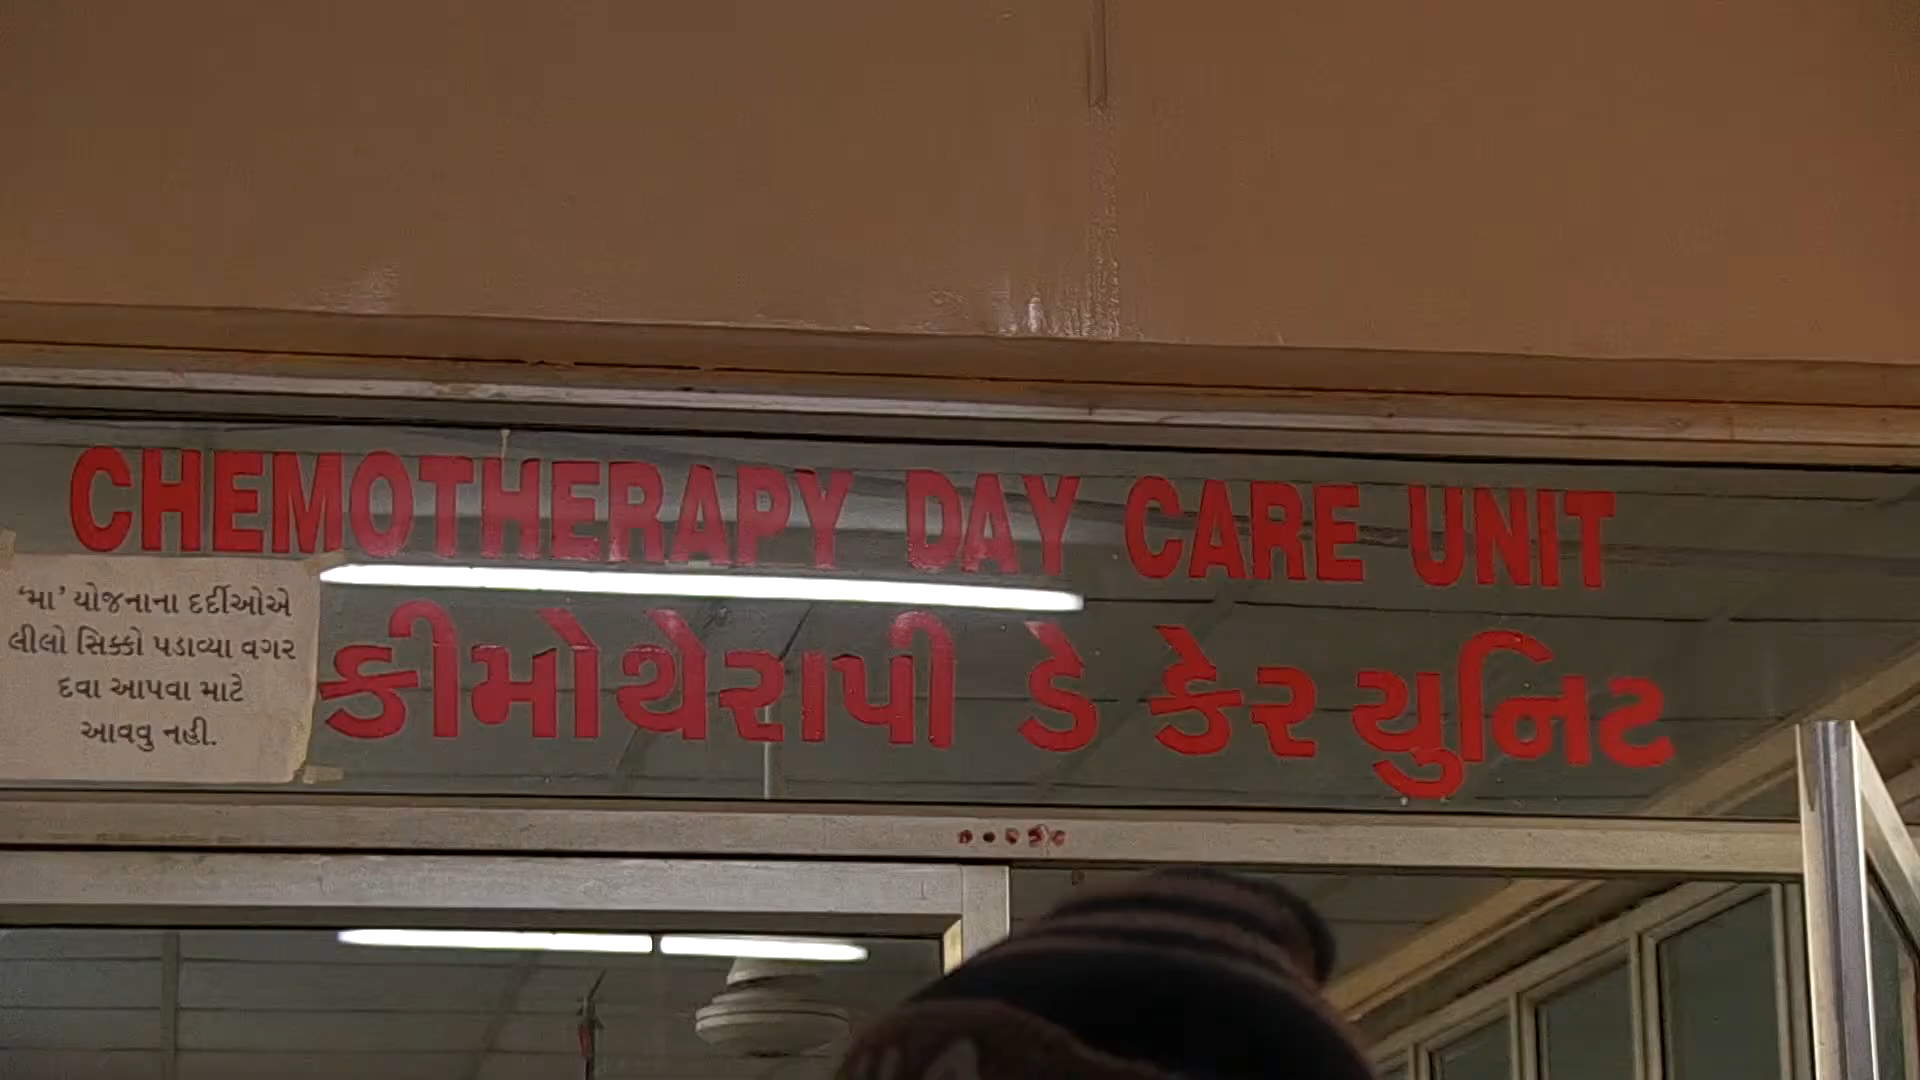 CHEMOTHERAPY DAY CARE UNIT
કીમોથેરાપી ડે કેર યુનિટ
‘મા’ યોજનાના દર્દીઓએ
લીલો સિક્કો પડાવ્યા વગર
દવા આપવા માટે
આવવુ નહી.